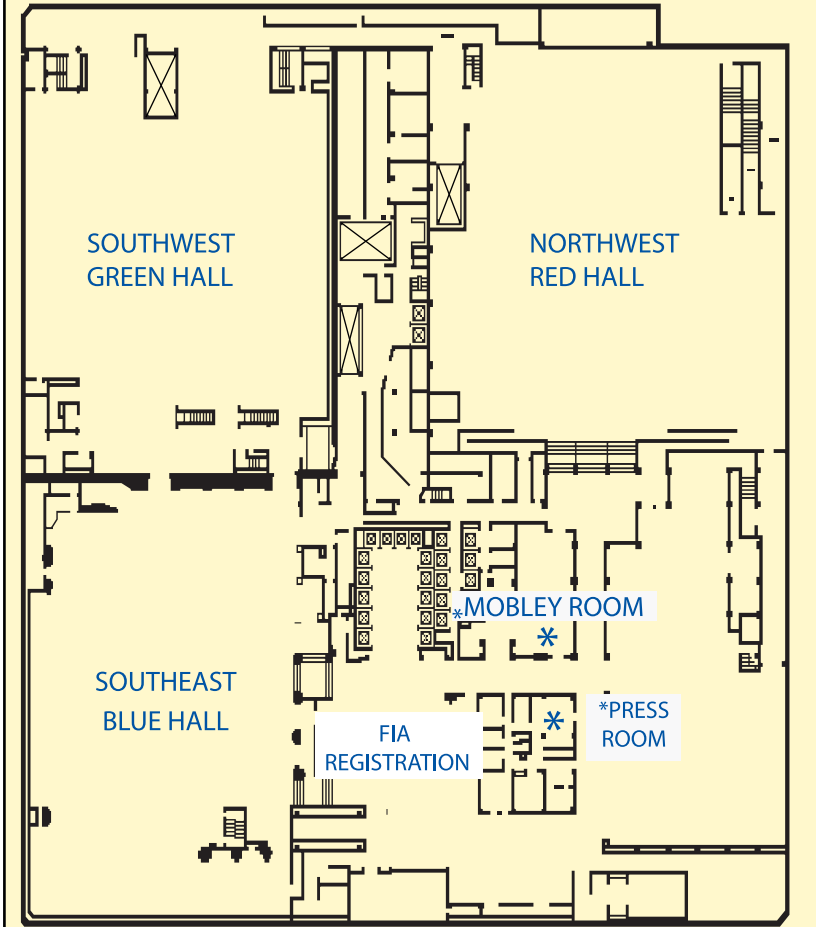 SOUTHWEST
GREEN HALL
NORTHWEST
RED HALL
*MOBLEY ROOM
*
SOUTHEAST
BLUE HALL
FIA
REGISTRATION
*
*PRESS
ROOM